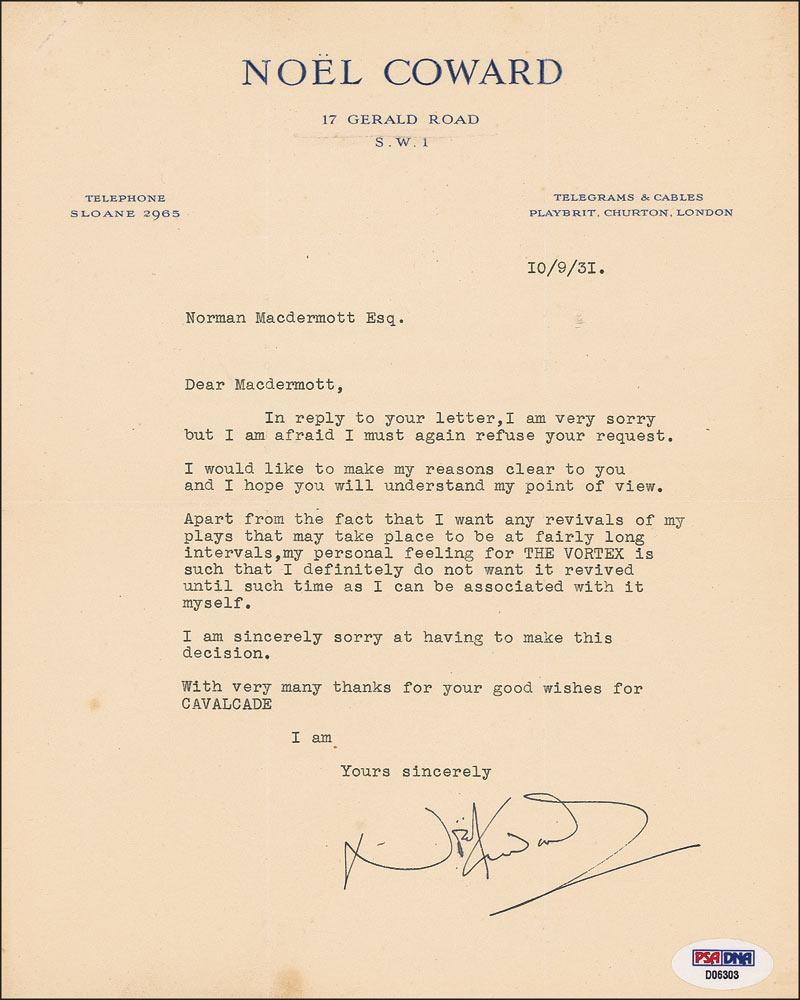 NOËL COWARD
17 GERALD ROAD
S.W.1
TELEPHONE
SLOANE 2965
TELEGRAMS & CABLES
PLAYBRIT, CHURTON, LONDON
10/9/31.
Norman Macdermott Esq.
Dear Macdermott,
In reply to your letter,I am very sorry
but I am afraid I must again refuse your request.
I would like to make my reasons clear to you
and I hope you will understand my point of view.
Apart from the fact that I want any revivals of my
plays that may take place to be at fairly long
intervals,my personal feeling for THE VORTEX is
such that I definitely do not want it revived
until such time as I can be associated with it
myself.
I am sincerely sorry at having to make this
decision.
With very many thanks for your good wishes for
CAVALCADE
I am
Yours sincerely
Noël Coward
PSA DNA
D06303